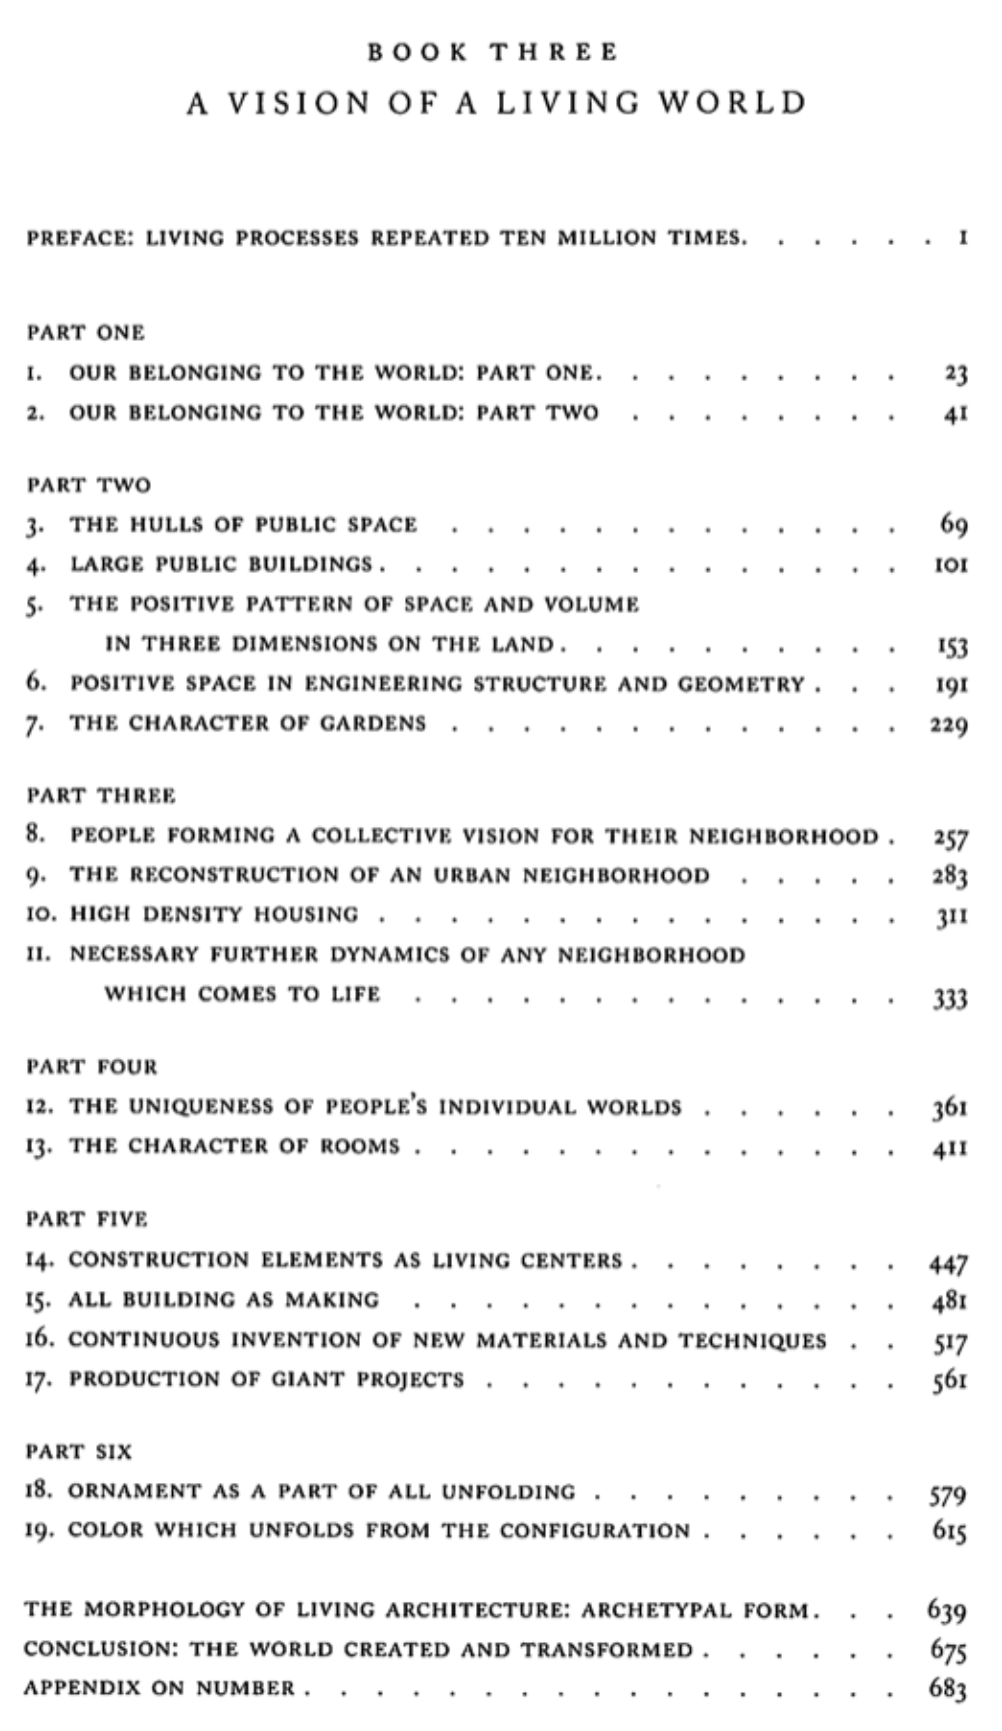 BOOK THREE
A VISION OF A LIVING WORLD
PREFACE: LIVING PROCESSES REPEATED TEN MILLION TIMES. . . . . . 1
PART ONE
1. OUR BELONGING TO THE WORLD: PART ONE. . . . . . . . . 23
2. OUR BELONGING TO THE WORLD: PART TWO . . . . . . . . 41
PART TWO
3. THE HULLS OF PUBLIC SPACE . . . . . . . . . . . . . 69
4. LARGE PUBLIC BUILDINGS . . . . . . . . . . . . . . . 101
5. THE POSITIVE PATTERN OF SPACE AND VOLUME
IN THREE DIMENSIONS ON THE LAND . . . . . . . . . . 153
6. POSITIVE SPACE IN ENGINEERING STRUCTURE AND GEOMETRY . . . 191
7. THE CHARACTER OF GARDENS . . . . . . . . . . . . . 229
PART THREE
8. PEOPLE FORMING A COLLECTIVE VISION FOR THEIR NEIGHBORHOOD . 257
9. THE RECONSTRUCTION OF AN URBAN NEIGHBORHOOD . . . . . 283
10. HIGH DENSITY HOUSING . . . . . . . . . . . . . . . 311
11. NECESSARY FURTHER DYNAMICS OF ANY NEIGHBORHOOD
WHICH COMES TO LIFE . . . . . . . . . . . . . . 333
PART FOUR
12. THE UNIQUENESS OF PEOPLE'S INDIVIDUAL WORLDS . . . . . . 361
13. THE CHARACTER OF ROOMS . . . . . . . . . . . . . . 411
PART FIVE
14. CONSTRUCTION ELEMENTS AS LIVING CENTERS . . . . . . . . 447
15. ALL BUILDING AS MAKING . . . . . . . . . . . . . . 481
16. CONTINUOUS INVENTION OF NEW MATERIALS AND TECHNIQUES . . 517
17. PRODUCTION OF GIANT PROJECTS . . . . . . . . . . . . 561
PART SIX
18. ORNAMENT AS A PART OF ALL UNFOLDING . . . . . . . . . 579
19. COLOR WHICH UNFOLDS FROM THE CONFIGURATION . . . . . . 615
THE MORPHOLOGY OF LIVING ARCHITECTURE: ARCHETYPAL FORM . . . 639
CONCLUSION: THE WORLD CREATED AND TRANSFORMED . . . . . . 675
APPENDIX ON NUMBER . . . . . . . . . . . . . . . . . 683